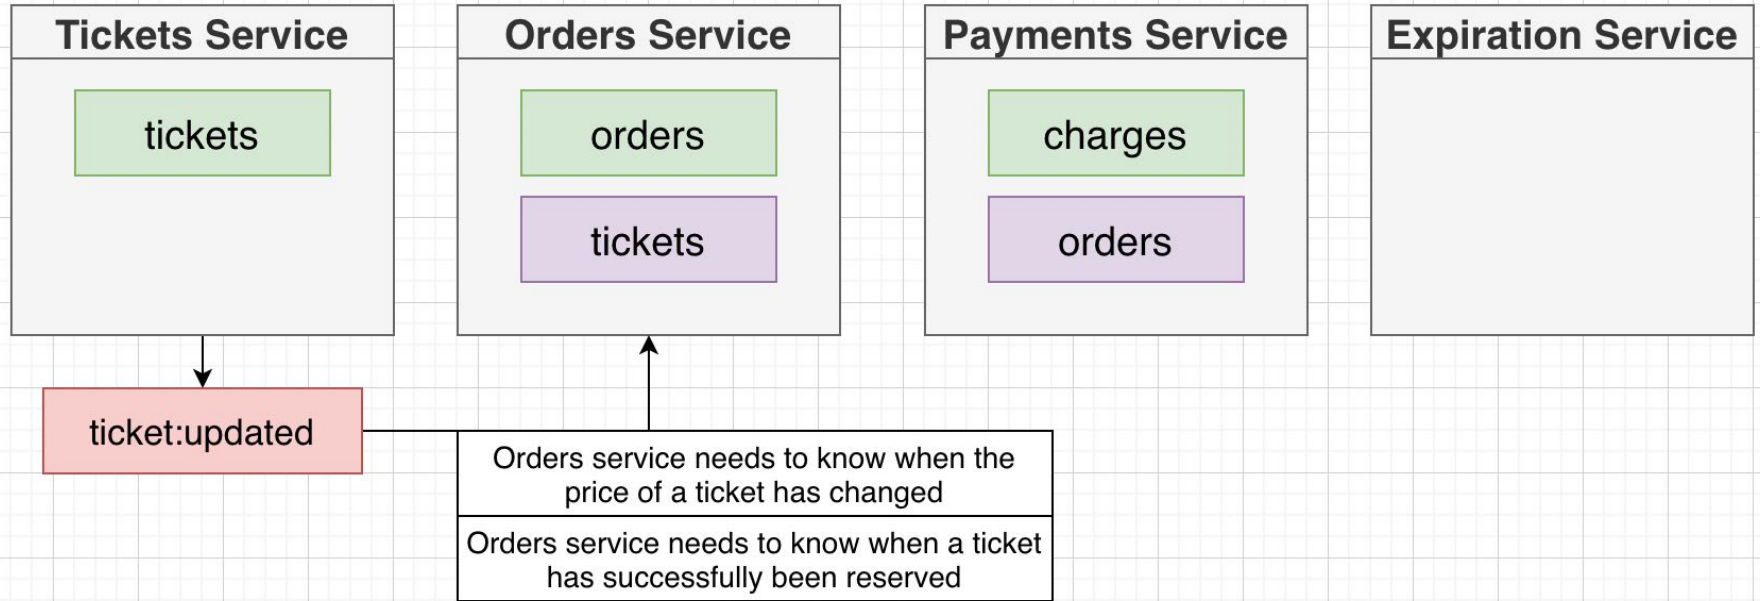 Tickets Service
Orders Service
Payments Service
Expiration Service
tickets
orders
charges
tickets
orders
ticket:updated
Orders service needs to know when the
price of a ticket has changed
Orders service needs to know when a ticket
has successfully been reserved